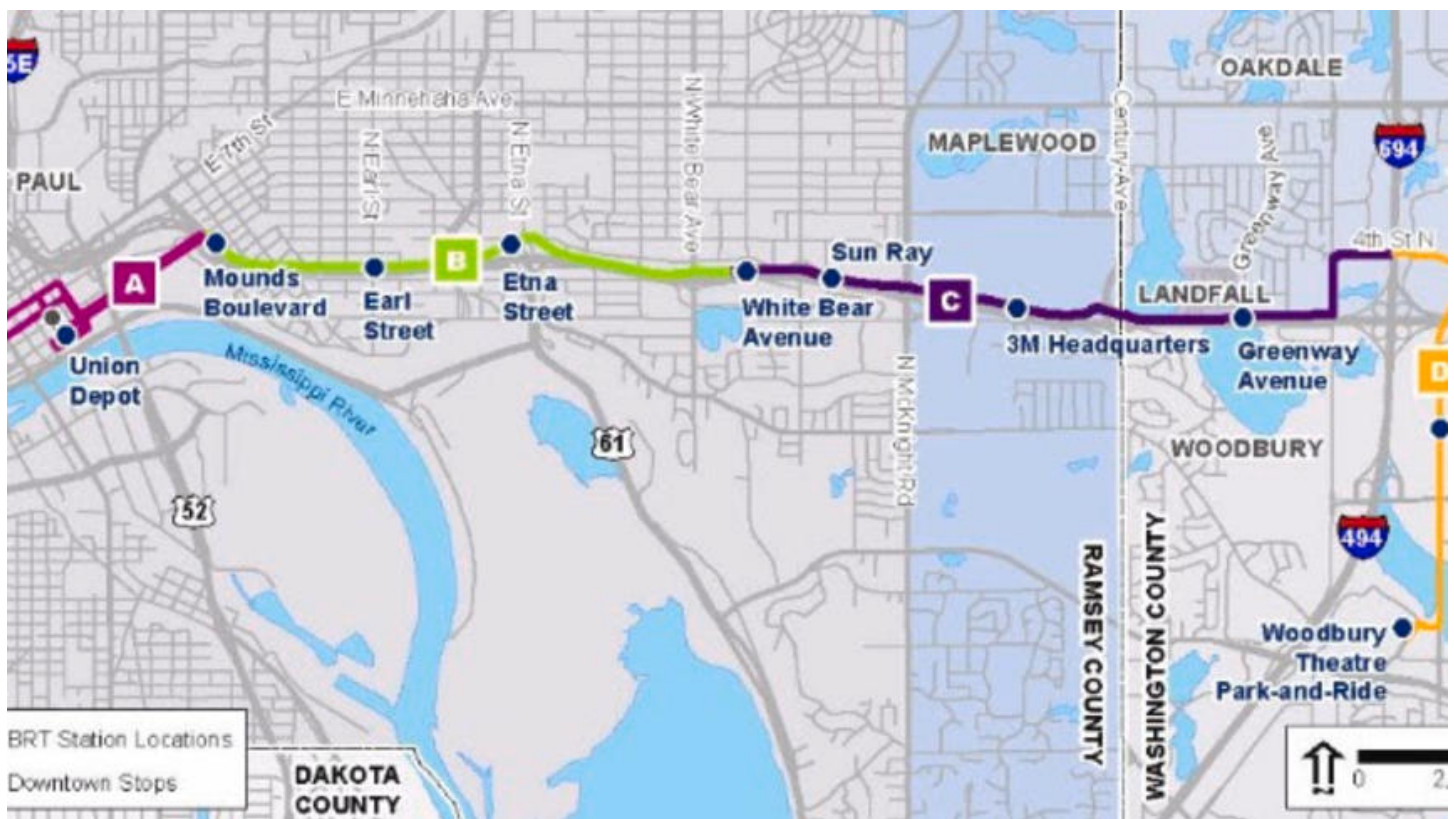 6E
OAKDALE
E Minnehaha Ave
N White Bear Ave
Century Ave
MAPLEWOOD
694
E 7th St
N Earl St
N Etna St
Greenway Ave
PAUL
4th St N
Sun Ray
B
A
Mounds
Boulevard
Earl
Street
Etna
Street
C
LANDFALL
White Bear
Avenue
3M Headquarters
Greenway
Avenue
Union
Depot
Mississippi River
N McKnight Rd
D
61
WOODBURY
52
494
RAMSEY COUNTY
WASHINGTON COUNTY
Woodbury
Theatre
Park-and-Ride
BRT Station Locations
Downtown Stops
DAKOTA
COUNTY
0
2